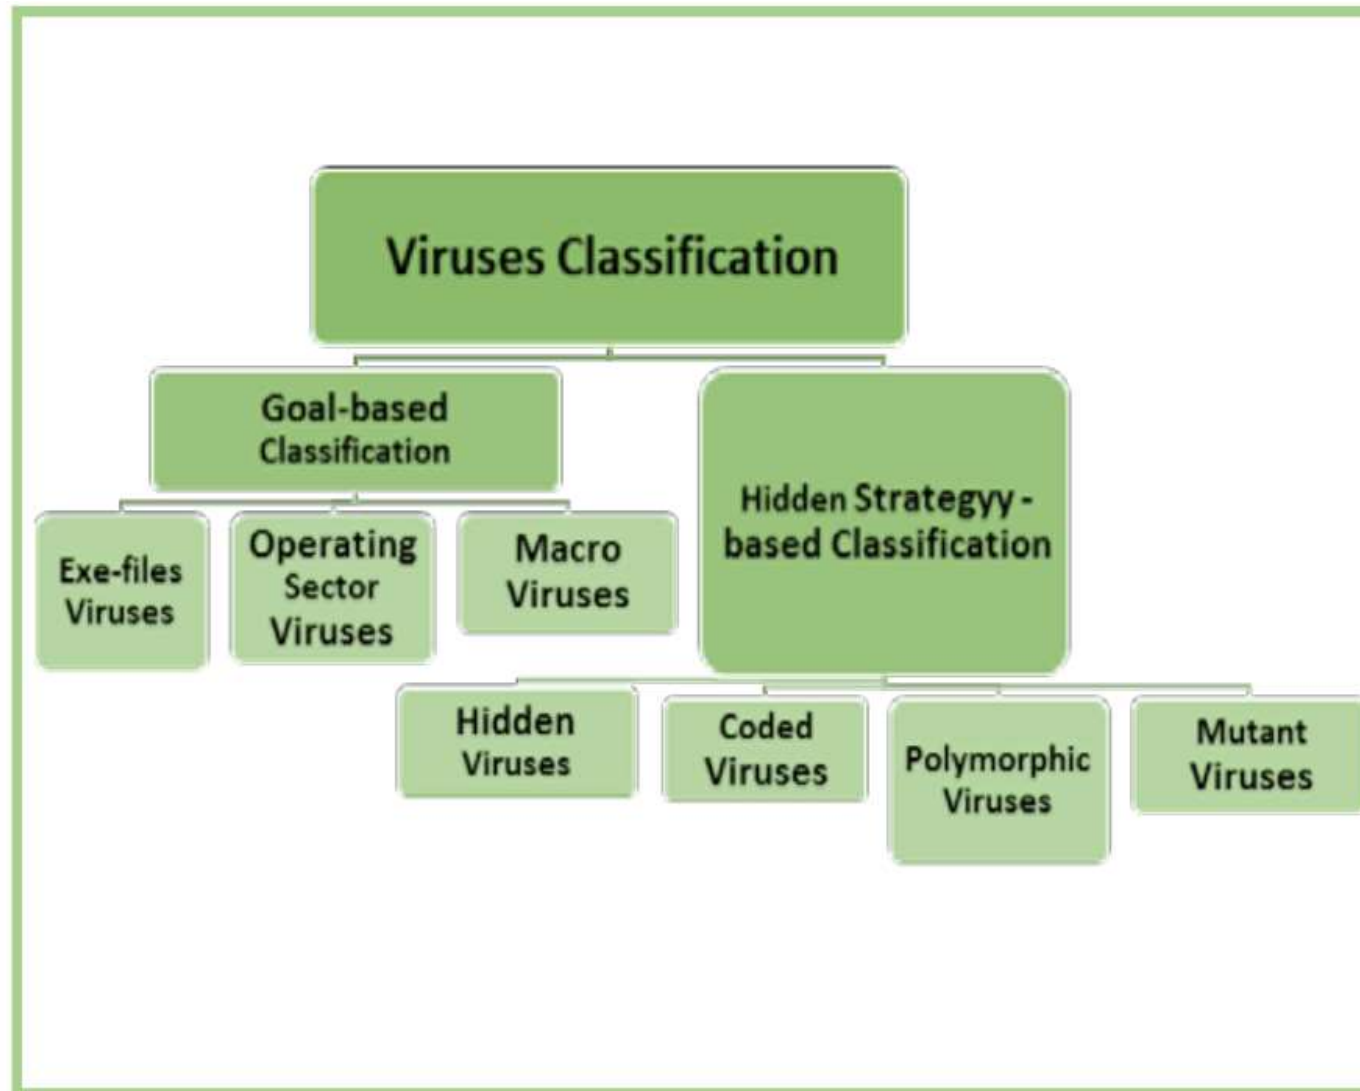 Viruses Classification
Goal-based
Classification
Hidden Strategyy -
based Classification
Exe-files
Viruses
Operating
Sector
Viruses
Macro
Viruses
Hidden
Viruses
Coded
Viruses
Polymorphic
Viruses
Mutant
Viruses